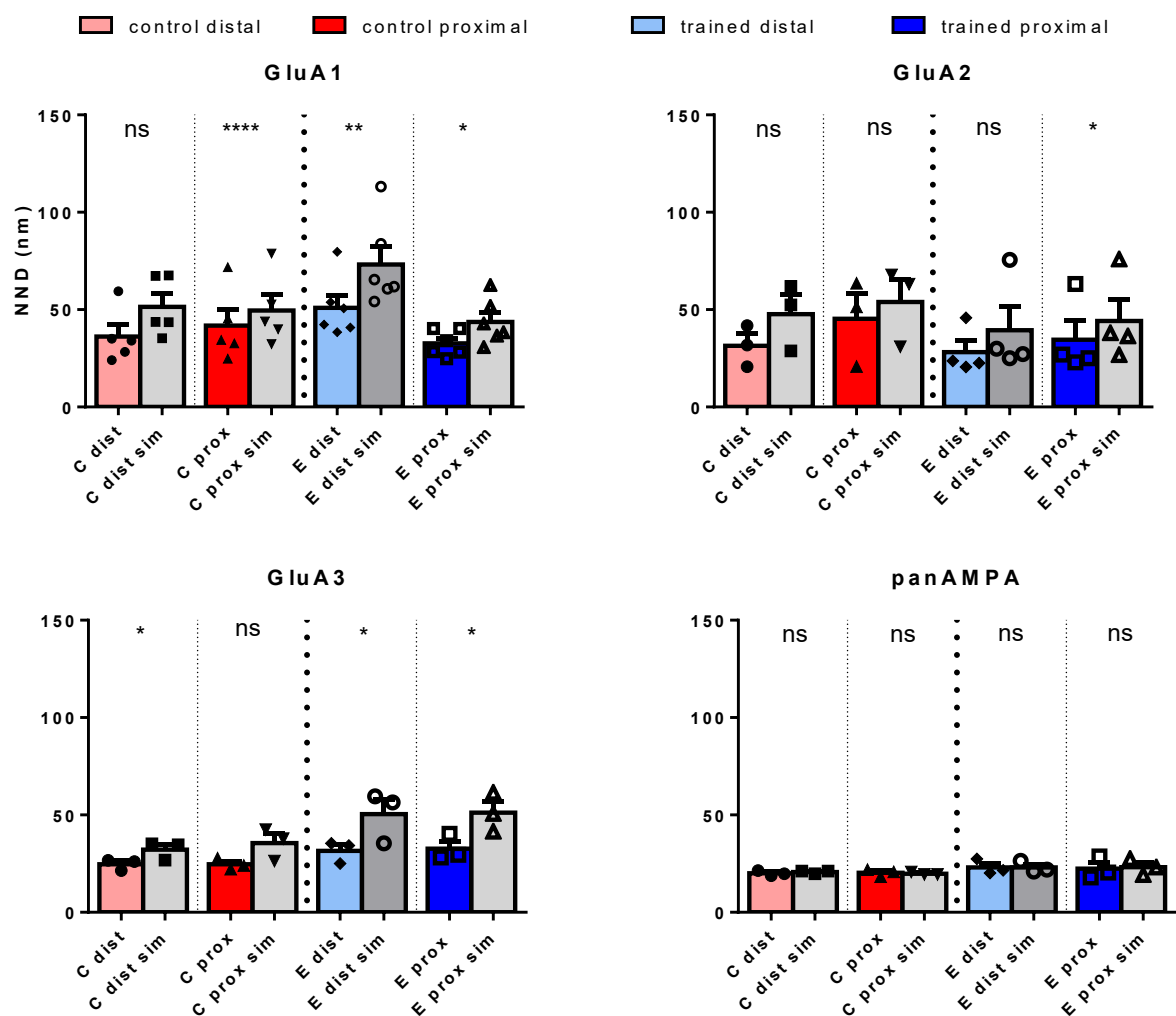 control distal control proximal trained distal trained proximal
GluA1
150
100
50
0
NND (nm)
ns **** ** *
C dist
C dist sim
C prox
C prox sim
E dist
E dist sim
E prox
E prox sim
GluA2
150
100
50
0
ns ns ns *
C dist
C dist sim
C prox
C prox sim
E dist
E dist sim
E prox
E prox sim
GluA3
150
100
50
0
* ns * *
C dist
C dist sim
C prox
C prox sim
E dist
E dist sim
E prox
E prox sim
panAMPA
150
100
50
0
ns ns ns ns
C dist
C dist sim
C prox
C prox sim
E dist
E dist sim
E prox
E prox sim